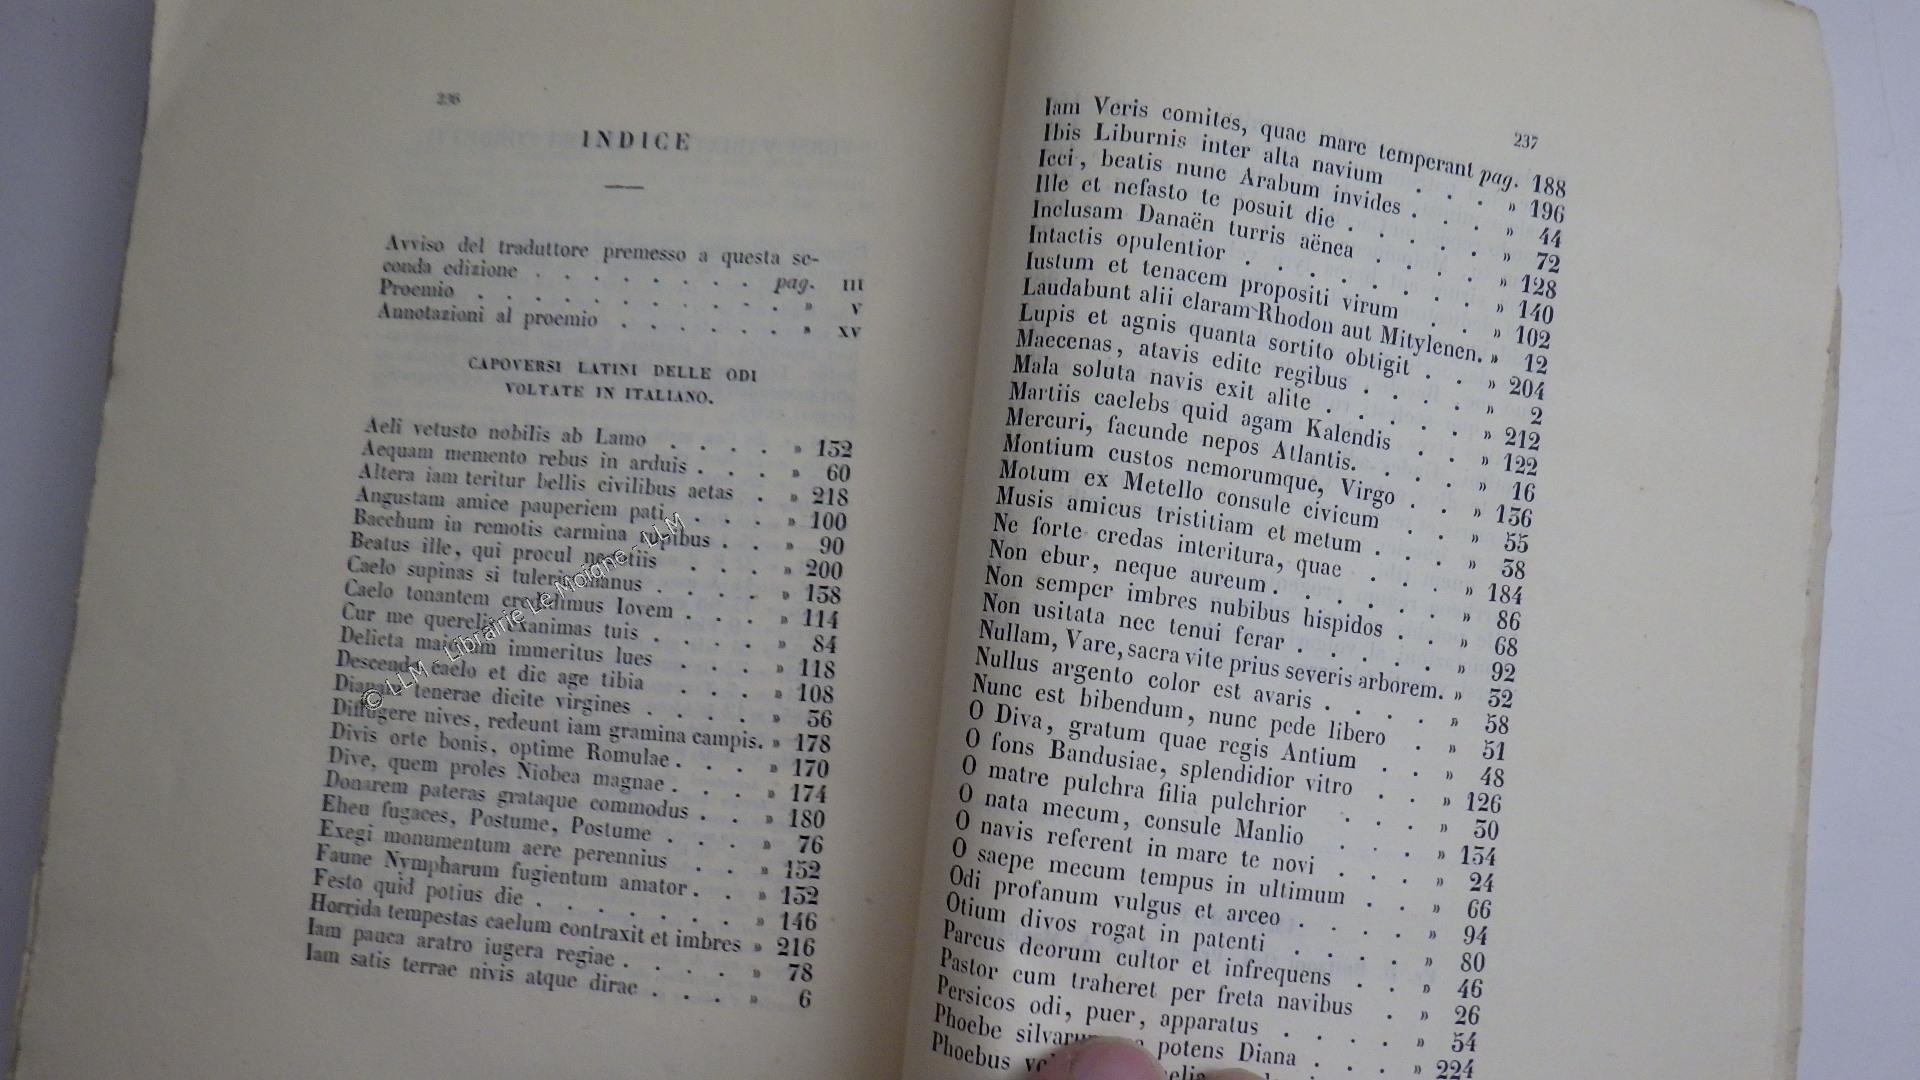 236
INDICE
Avviso del traduttore premesso a questa se-
conda edizione . . . . . . . . pag. III
Proemio . . . . . . . . . . » V
Annotazioni al proemio . . . . . . » XV
CAPOVERSI LATINI DELLE ODI
VOLTATE IN ITALIANO.
Aeli vetusto nobilis ab Lamo . . . . » 132
Aequam memento rebus in arduis . . . » 60
Altera iam teritur bellis civilibus aetas . » 218
Angustam amice pauperiem pati . . . » 100
Bacchum in remotis carmina rupibus . . » 90
Beatus ille, qui procul negotiis . . . » 200
Caelo supinas si tuleris manus . . . . » 138
Caelo tonantem credidimus Iovem . . . » 114
Cur me querelis exanimas tuis . . . . » 84
Delicta maiorum immeritus lues . . . » 118
Descende caelo et dic age tibia . . . » 108
Dianam tenerae dicite virgines . . . . » 36
Diffugere nives, redeunt iam gramina campis. » 178
Divis orte bonis, optime Romulae . . . » 170
Dive, quem proles Niobea magnae . . . » 174
Donarem pateras grataque commodus . . » 180
Eheu fugaces, Postume, Postume . . . » 76
Exegi monumentum aere perennius . . » 152
Faune Nympharum fugientum amator . . » 132
Festo quid potius die . . . . . . . » 146
Horrida tempestas caelum contraxit et imbres » 216
Iam pauca aratro iugera regiae . . . . » 78
Iam satis terrae nivis atque dirae . . . » 6
© LLM - Librairie Le Moiane - LLM
237
Iam Veris comites, quae mare temperant pag. 188
Ibis Liburnis inter alta navium . . . » 196
Icci, beatis nunc Arabum invides . . . » 44
Ille et nefasto te posuit die . . . . . » 72
Inclusam Danaën turris aënea . . . . » 128
Intactis opulentior . . . . . . . . » 140
Iustum et tenacem propositi virum . . » 102
Laudabunt alii claram Rhodon aut Mitylenen. » 12
Lupis et agnis quanta sortito obtigit . . » 204
Maecenas, atavis edite regibus . . . . » 2
Mala soluta navis exit alite . . . . . » 212
Martiis caelebs quid agam Kalendis . . » 122
Mercuri, facunde nepos Atlantis. . . . » 16
Montium custos nemorumque, Virgo . . » 136
Motum ex Metello consule civicum . . » 55
Musis amicus tristitiam et metum . . . » 38
Ne forte credas interitura, quae . . . » 184
Non ebur, neque aureum . . . . . . » 86
Non semper imbres nubibus hispidos . . » 68
Non usitata nec tenui ferar . . . . . » 92
Nullam, Vare, sacra vite prius severis arborem. » 32
Nullus argento color est avaris . . . . » 58
Nunc est bibendum, nunc pede libero . » 51
O Diva, gratum quae regis Antium . . » 48
O fons Bandusiae, splendidior vitro . . » 126
O matre pulchra filia pulchrior . . . » 30
O nata mecum, consule Manlio . . . » 134
O navis referent in mare te novi . . . » 24
O saepe mecum tempus in ultimum . . » 66
Odi profanum vulgus et arceo . . . . » 94
Otium divos rogat in patenti . . . . » 80
Parcus deorum cultor et infrequens . . » 46
Pastor cum traheret per freta navibus . » 26
Persicos odi, puer, apparatus . . . . » 54
Phoebe potens Diana . . . » 224
Phoebus